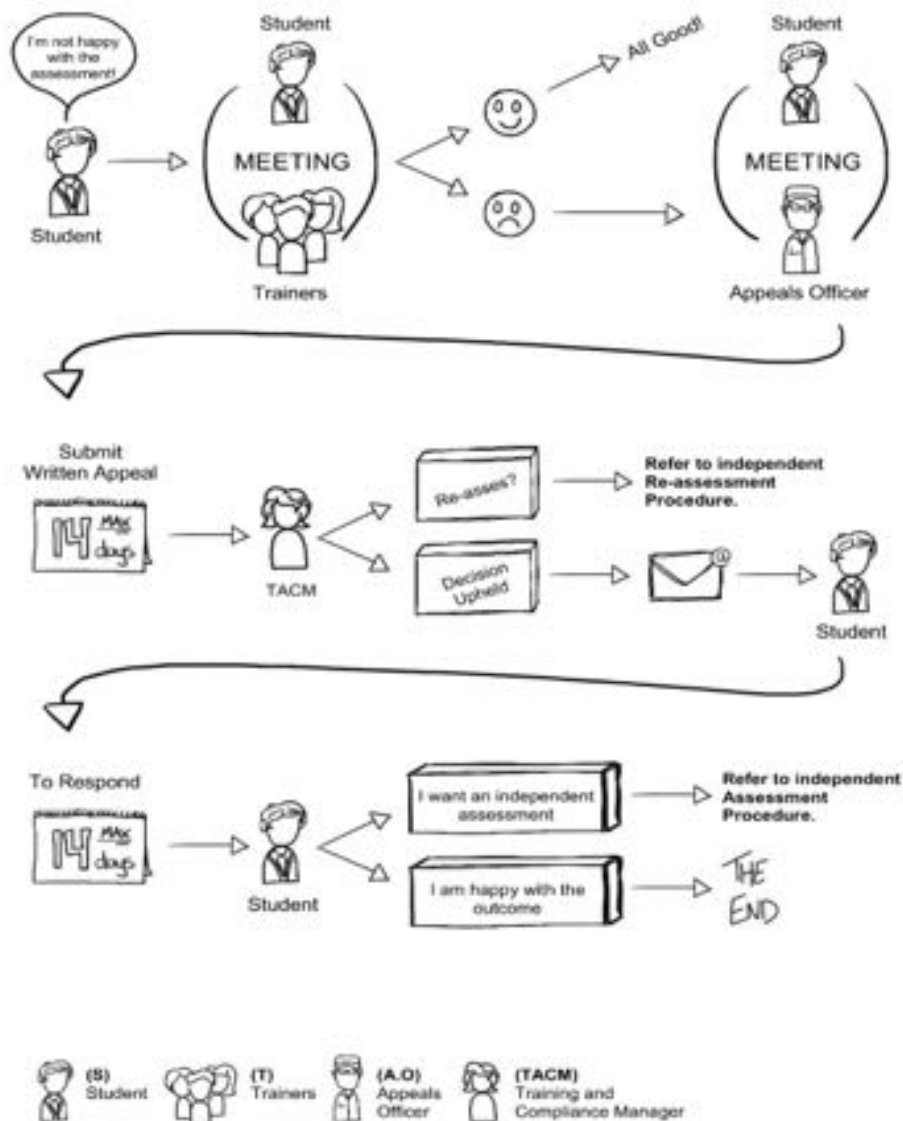 I'm not happy
with the
assessment!
Student
Student
MEETING
Trainers
All Good!
Student
MEETING
Appeals Officer
Submit
Written Appeal
14 MAX
days
TACM
Re-asses?
Decision
Upheld
Refer to independent
Re-assessment
Procedure.
@
Student
To Respond
14 MAX
days
Student
I want an independent
assessment
I am happy with the
outcome
Refer to independent
Assessment
Procedure.
THE
END
(S)
Student
(T)
Trainers
(A.O)
Appeals
Officer
(TACM)
Training and
Compliance Manager